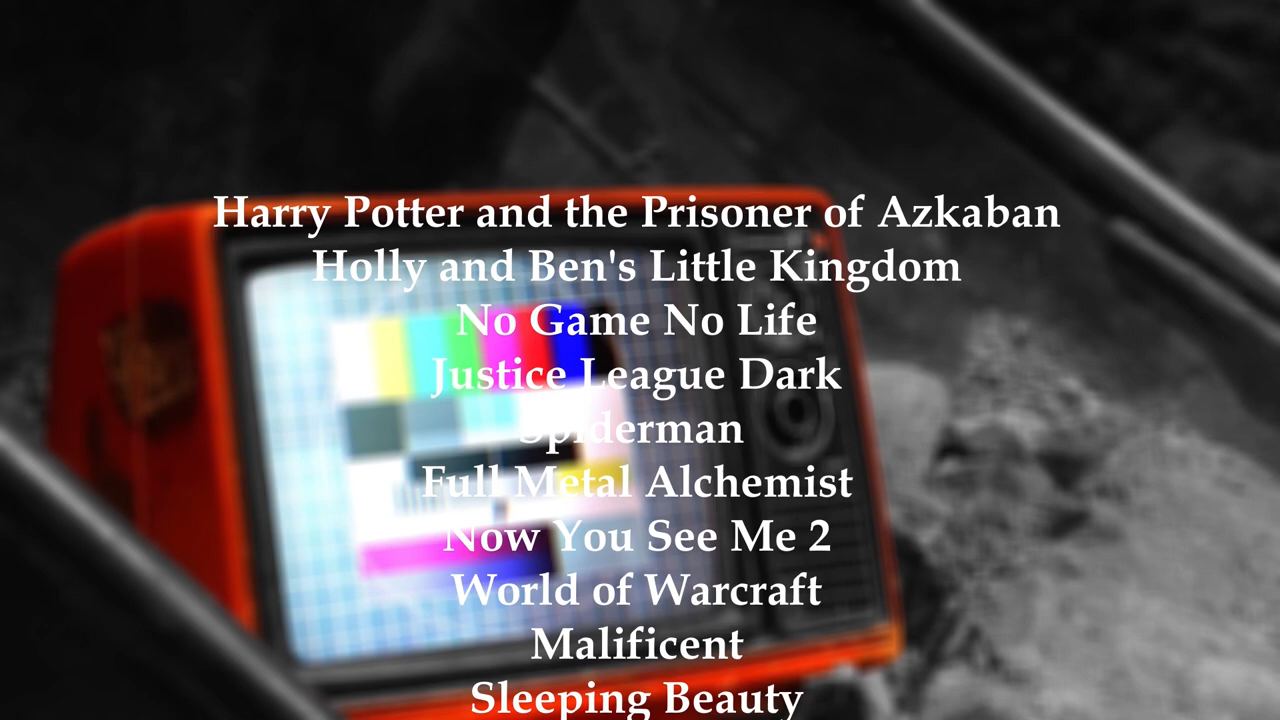 Harry Potter and the Prisoner of Azkaban
Holly and Ben's Little Kingdom
No Game No Life
Justice League Dark
Spiderman
Full Metal Alchemist
Now You See Me 2
World of Warcraft
Malificent
Sleeping Beauty